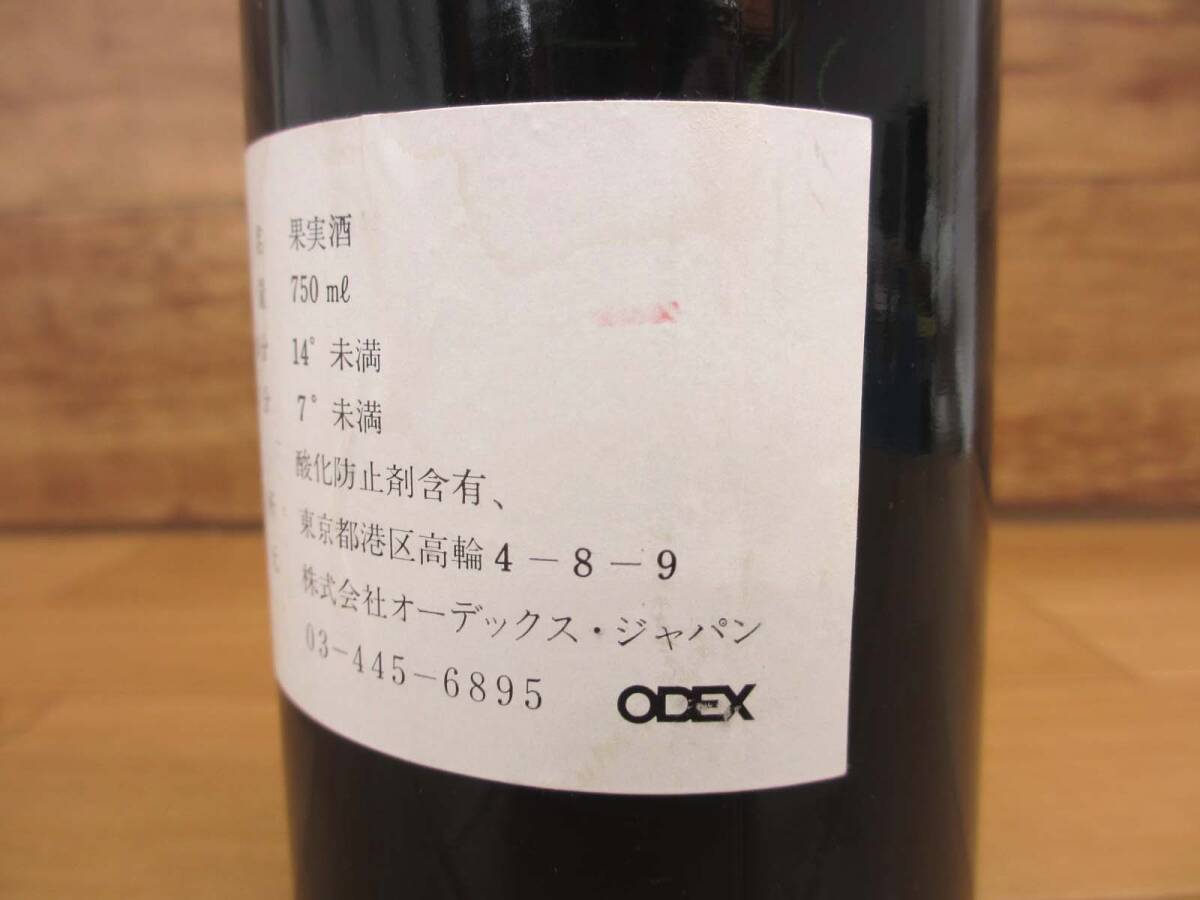 果実酒
750 mℓ
14° 未満
7° 未満
酸化防止剤含有、
東京都港区高輪4-8-9
株式会社オーデックス・ジャパン
03-445-6895
ODEX